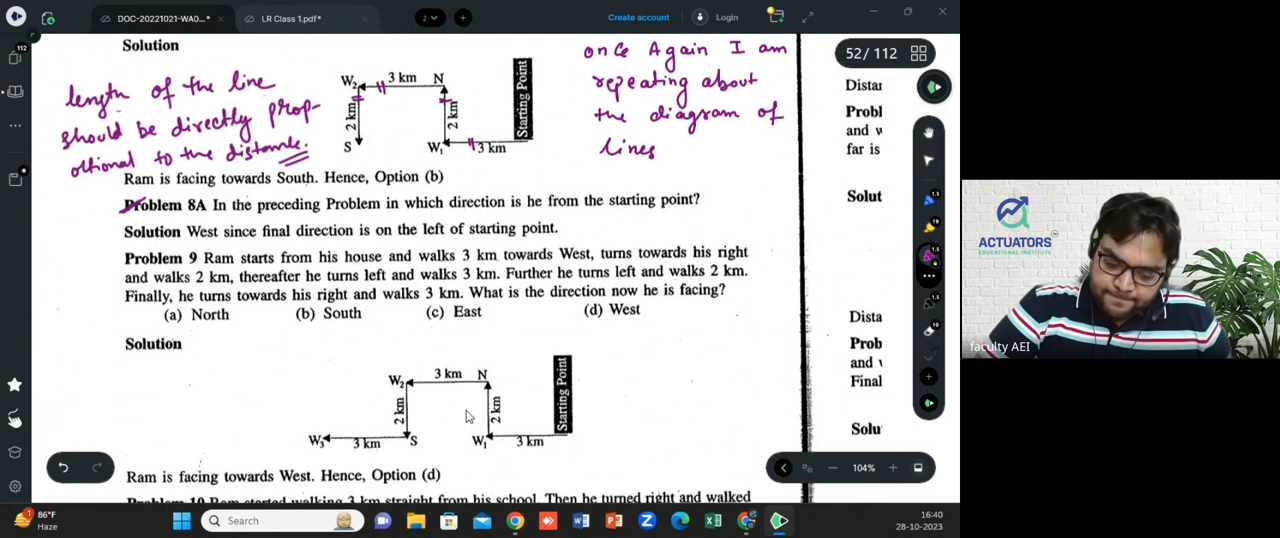 DOC-20221021-WA0...*
LR Class 1.pdf*
2
Create account
Login
112
52/112
Solution
length of the line
should be directly prop-
ortional to the distance.
once Again I am
repeating about
the diagram of
lines
W2
3 km
N
2 km
2 km
S
W1
3 km
Starting Point
Ram is facing towards South. Hence, Option (b)
Problem 8A In the preceding Problem in which direction is he from the starting point?
Solution West since final direction is on the left of starting point.
Problem 9 Ram starts from his house and walks 3 km towards West, turns towards his right
and walks 2 km, thereafter he turns left and walks 3 km. Further he turns left and walks 2 km.
Finally, he turns towards his right and walks 3 km. What is the direction now he is facing?
(a) North (b) South (c) East (d) West
Solution
W2
3 km
N
2 km
2 km
W3
3 km
S
W1
3 km
Starting Point
Ram is facing towards West. Hence, Option (d)
Problem 10 Ram started walking 3 km straight from his school. Then he turned right and walked
Distar
Probl
and v
far is
Solut
Dista
Prob
and
Final
Solu
104%
ACTUATORS
EDUCATIONAL INSTITUTE
faculty AEI
86°F
Haze
Search
16:40
28-10-2023